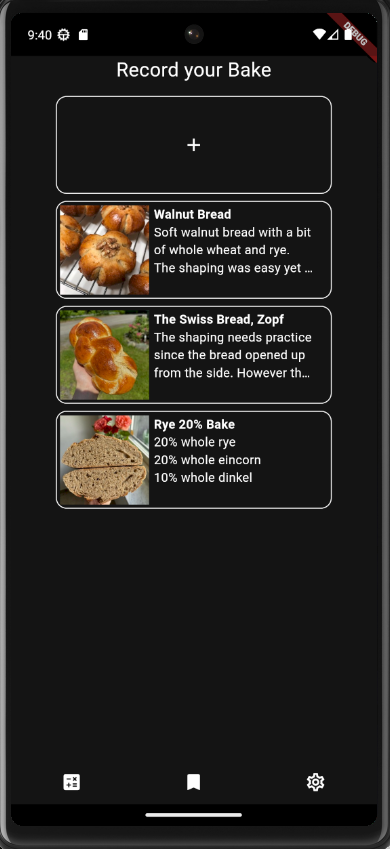 9:40
DEBUG
Record your Bake
+
Walnut Bread
Soft walnut bread with a bit
of whole wheat and rye.
The shaping was easy yet ...
The Swiss Bread, Zopf
The shaping needs practice
since the bread opened up
from the side. However th...
Rye 20% Bake
20% whole rye
20% whole eincorn
10% whole dinkel